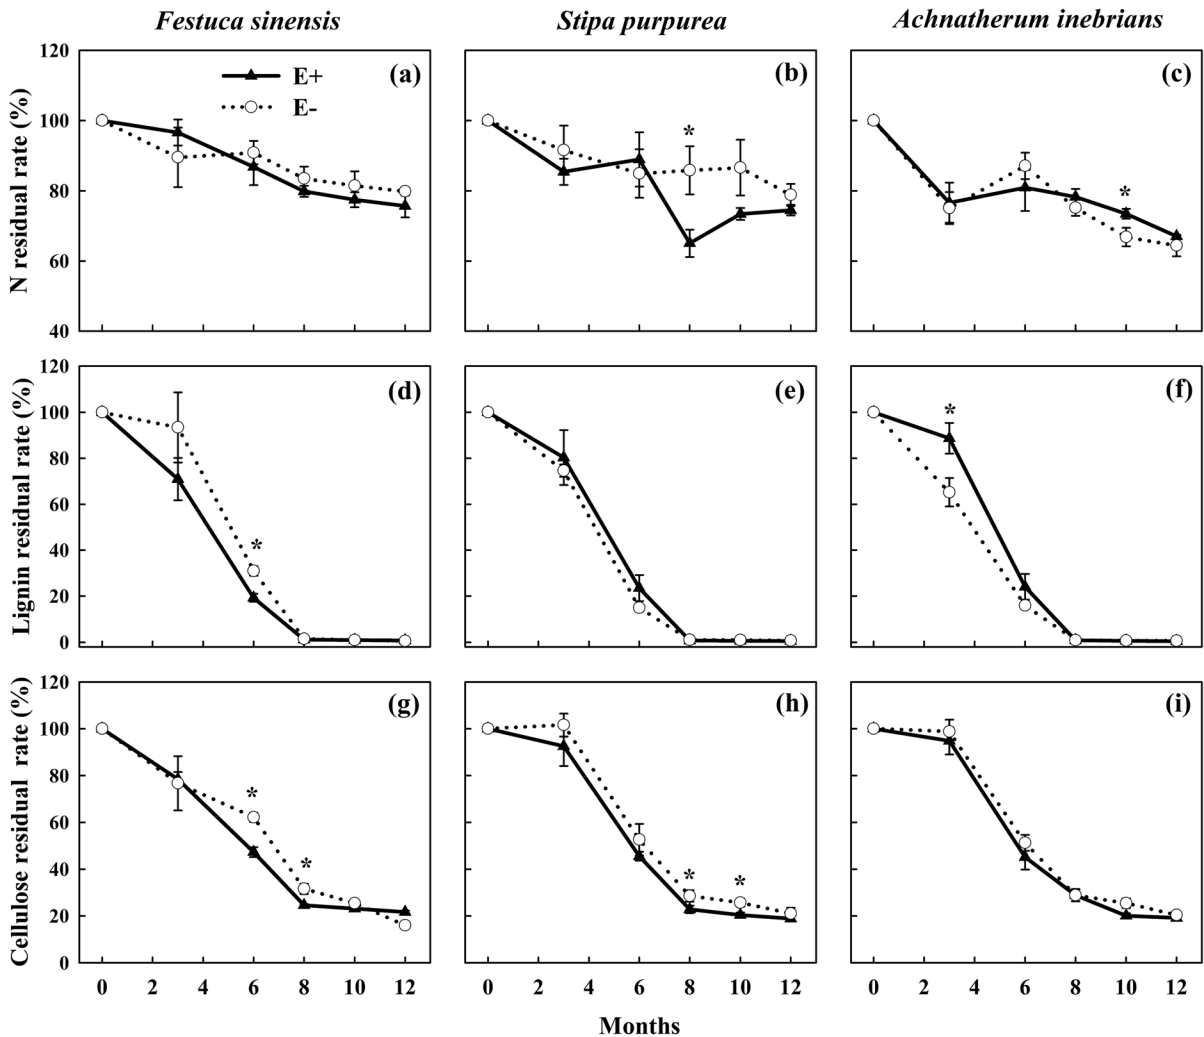 Festuca sinensis Stipa purpurea Achnatherum inebrians
N residual rate (%)
120
100
80
60
40
E+
E-
(a)
(b)
*
(c)
*
Lignin residual rate (%)
120
100
80
60
40
20
0
(d)
*
(e)
(f)
*
Cellulose residual rate (%)
120
100
80
60
40
20
0
(g)
*
*
(h)
*
*
(i)
0 2 4 6 8 10 12 0 2 4 6 8 10 12 0 2 4 6 8 10 12
Months